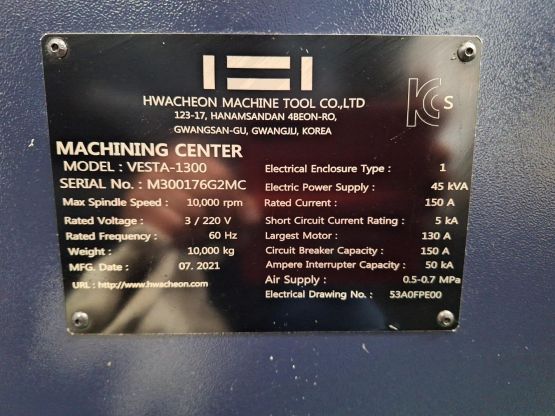 HWACHEON MACHINE TOOL CO.,LTD
123-17, HANAMSANDAN 4BEON-RO,
GWANGSAN-GU, GWANGJU, KOREA
KCs
MACHINING CENTER
MODEL : VESTA-1300
SERIAL No. : M300176G2MC
Max Spindle Speed : 10,000 rpm
Rated Voltage : 3 / 220 V
Rated Frequency : 60 Hz
Weight : 10,000 kg
MFG. Date : 07. 2021
URL : http://www.hwacheon.com
Electrical Enclosure Type : 1
Electric Power Supply : 45 kVA
Rated Current : 150 A
Short Circuit Current Rating : 5 kA
Largest Motor : 130 A
Circuit Breaker Capacity : 150 A
Ampere Interrupter Capacity : 50 kA
Air Supply : 0.5-0.7 MPa
Electrical Drawing No. : 53A0FPE00